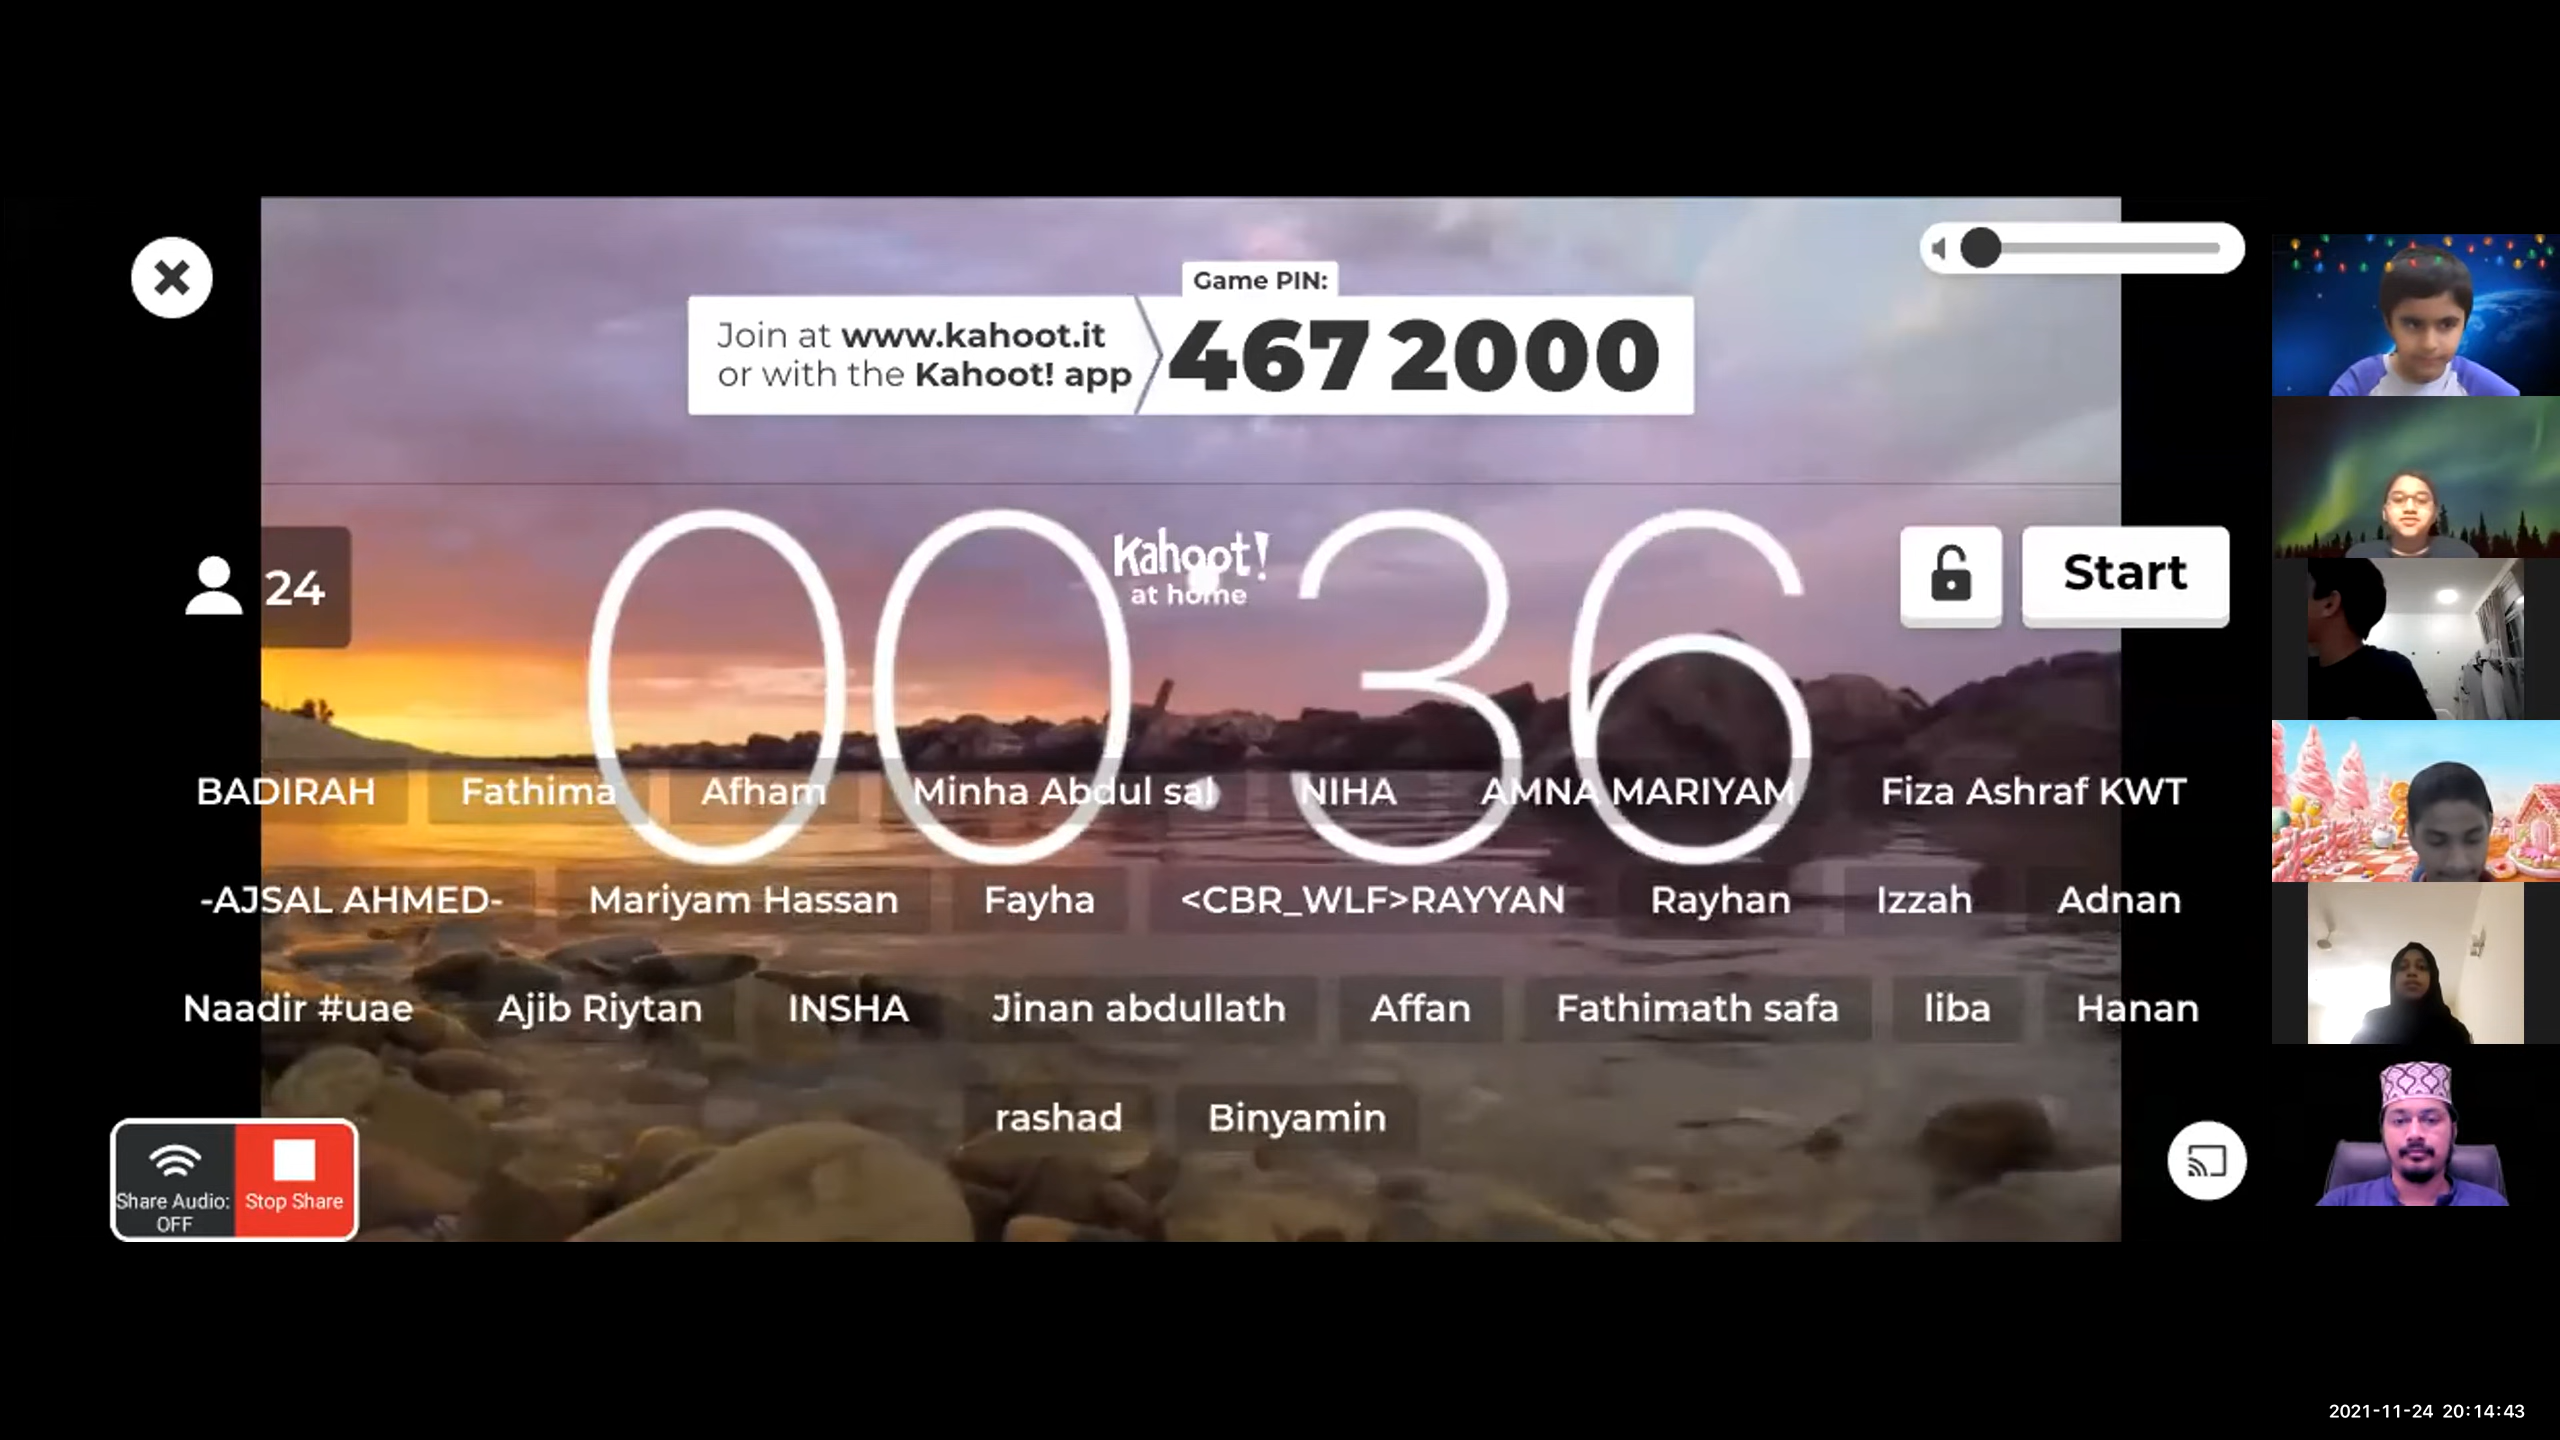 Game PIN:
Join at www.kahoot.it
or with the Kahoot! app
467 2000
24
Kahoot!
at home
00:36
Start
BADIRAH Fathima Afham Minha Abdul sal NIHA AMNA MARIYAM Fiza Ashraf KWT
-AJSAL AHMED- Mariyam Hassan Fayha <CBR_WLF>RAYYAN Rayhan Izzah Adnan
Naadir #uae Ajib Riytan INSHA Jinan abdullath Affan Fathimath safa liba Hanan
rashad Binyamin
Share Audio:
OFF
Stop Share
2021-11-24 20:14:43